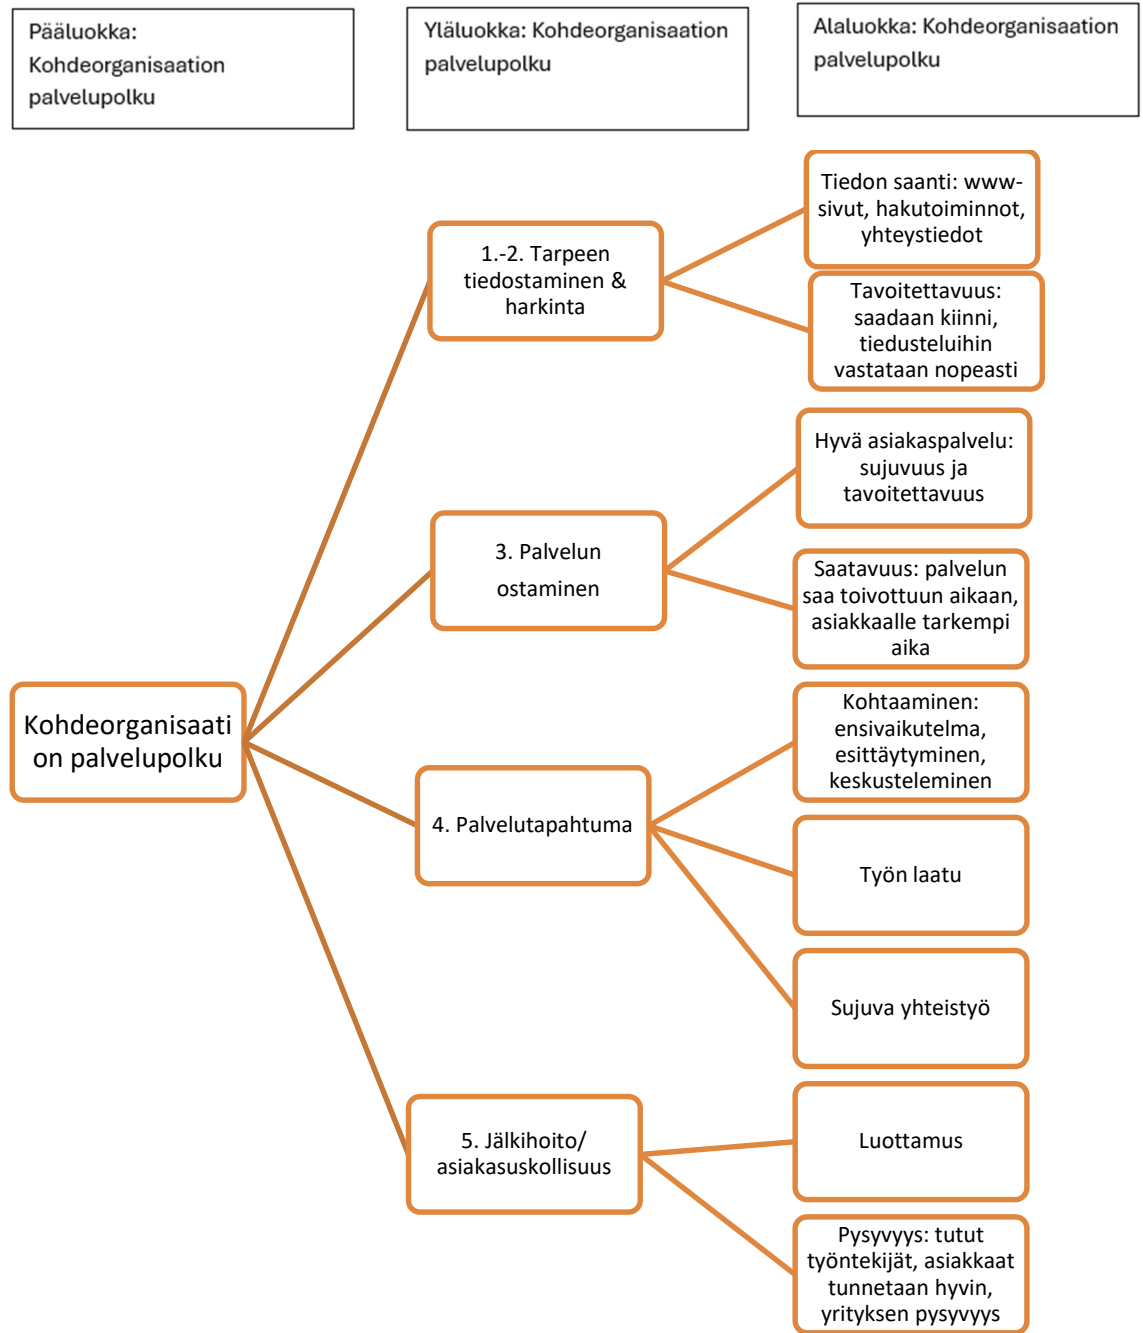 Pääluokka:
Kohdeorganisaation
palvelupolku
Yläluokka: Kohdeorganisaation
palvelupolku
Alaluokka: Kohdeorganisaation
palvelupolku
Kohdeorganisaati
on palvelupolku
1.-2. Tarpeen
tiedostaminen &
harkinta
Tiedon saanti: www-
sivut, hakutoiminnot,
yhteystiedot
Tavoitettavuus:
saadaan kiinni,
tiedusteluihin
vastataan nopeasti
3. Palvelun
ostaminen
Hyvä asiakaspalvelu:
sujuvuus ja
tavoitettavuus
Saatavuus: palvelun
saa toivottuun aikaan,
asiakkaalle tarkempi
aika
4. Palvelutapahtuma
Kohtaaminen:
ensivaikutelma,
esittäytyminen,
keskusteleminen
Työn laatu
Sujuva yhteistyö
5. Jälkihoito/
asiakasuskollisuus
Luottamus
Pysyvyys: tutut
työntekijät, asiakkaat
tunnetaan hyvin,
yrityksen pysyvyys